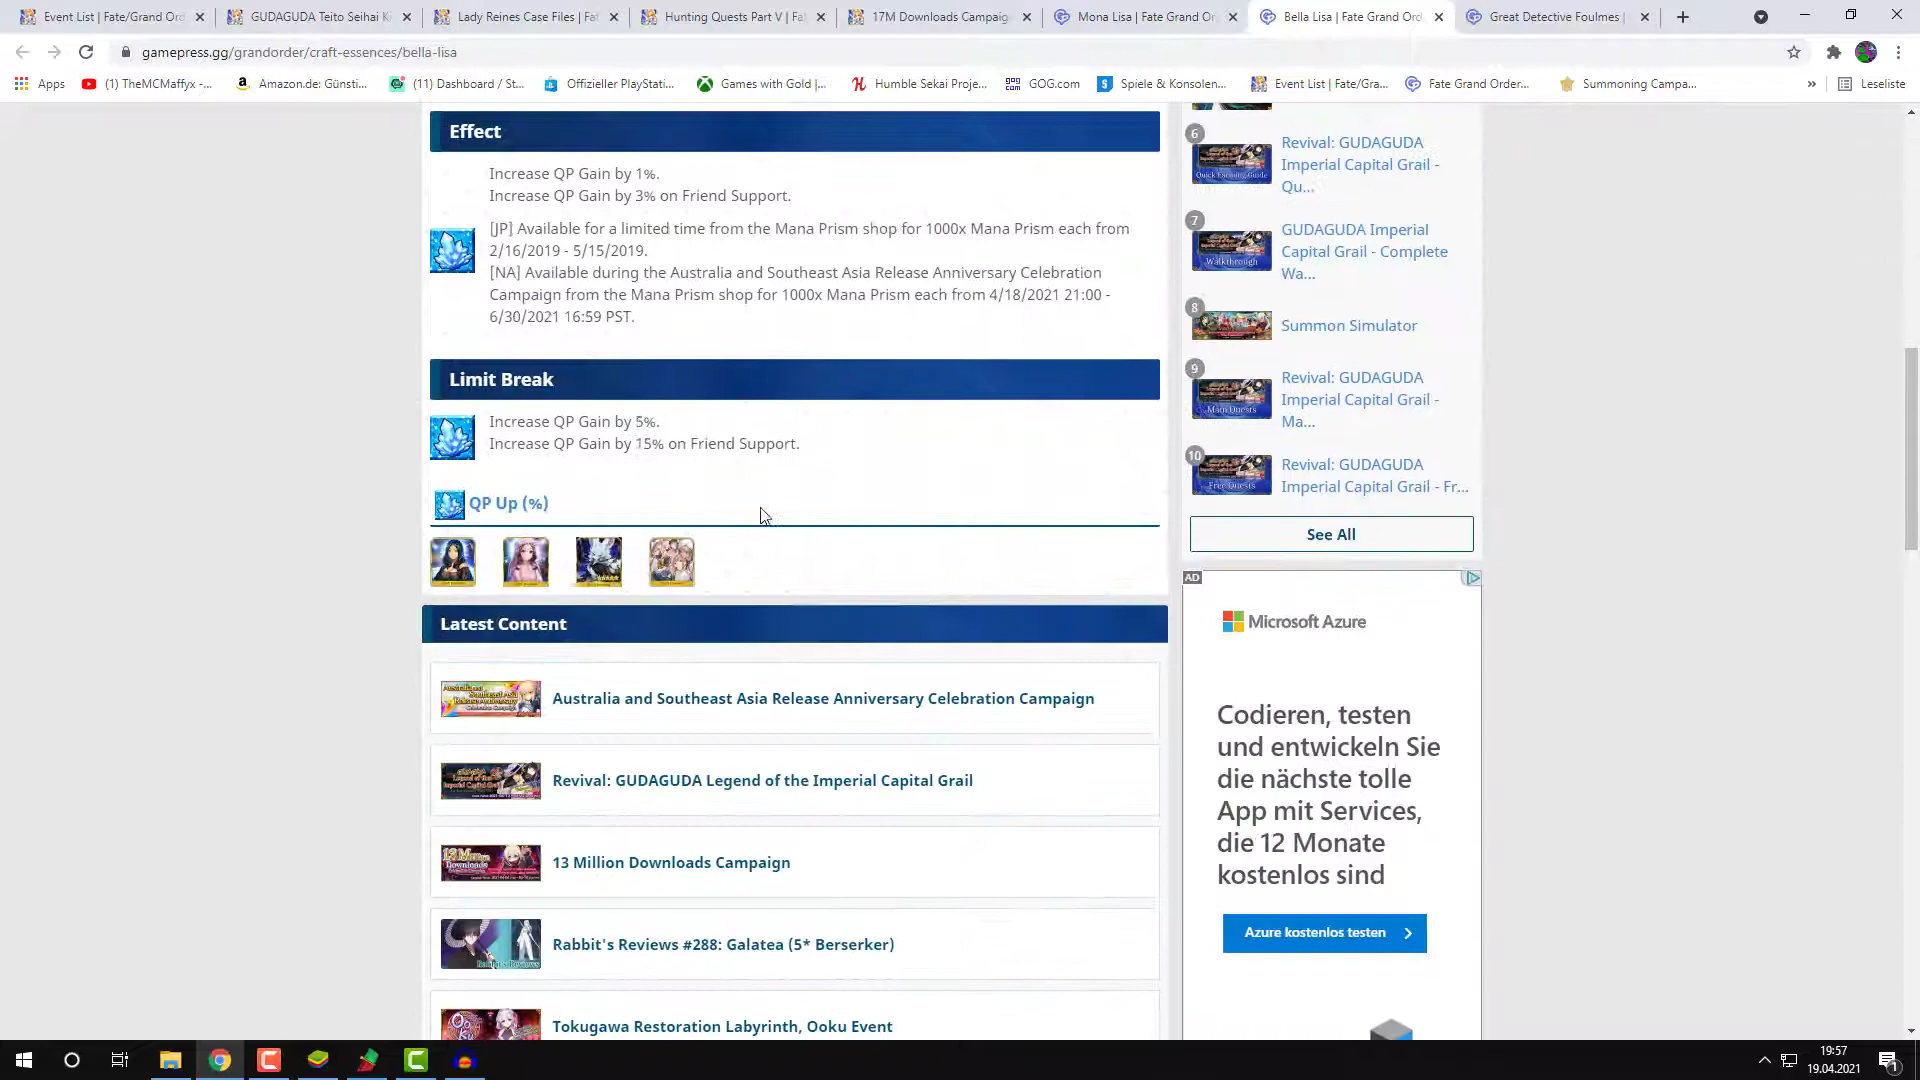 Event List | Fate/Grand Ord
GUDAGUDA Teito Seihai K
Lady Reines Case Files | Fat
Hunting Quests Part V | Fa
17M Downloads Campaig
Mona Lisa | Fate Grand Or
Bella Lisa | Fate Grand Ord
Great Detective Foulmes |
gamepress.gg/grandorder/craft-essences/bella-lisa
Apps
(1) TheMCMaffyx -...
Amazon.de: Günsti...
(11) Dashboard / St...
Offizieller PlayStati...
Games with Gold |...
Humble Sekai Proje...
GOG.com
Spiele & Konsolen...
Event List | Fate/Gra...
Fate Grand Order...
Summoning Campa...
»
Leseliste
Effect
Increase QP Gain by 1%.
Increase QP Gain by 3% on Friend Support.
[JP] Available for a limited time from the Mana Prism shop for 1000x Mana Prism each from
2/16/2019 - 5/15/2019.
[NA] Available during the Australia and Southeast Asia Release Anniversary Celebration
Campaign from the Mana Prism shop for 1000x Mana Prism each from 4/18/2021 21:00 -
6/30/2021 16:59 PST.
Limit Break
Increase QP Gain by 5%.
Increase QP Gain by 15% on Friend Support.
QP Up (%)
Latest Content
Australia and Southeast Asia Release Anniversary Celebration Campaign
Revival: GUDAGUDA Legend of the Imperial Capital Grail
13 Million Downloads Campaign
Rabbit's Reviews #288: Galatea (5* Berserker)
Tokugawa Restoration Labyrinth, Ooku Event
6
Revival: GUDAGUDA
Imperial Capital Grail -
Qu...
7
GUDAGUDA Imperial
Capital Grail - Complete
Wa...
Walkthrough
8
Summon Simulator
9
Revival: GUDAGUDA
Imperial Capital Grail -
Ma...
Main Quests
10
Revival: GUDAGUDA
Imperial Capital Grail - Fr...
Free Quests
See All
AD
Microsoft Azure
Codieren, testen
und entwickeln Sie
die nächste tolle
App mit Services,
die 12 Monate
kostenlos sind
Azure kostenlos testen
19:57
19.04.2021
1